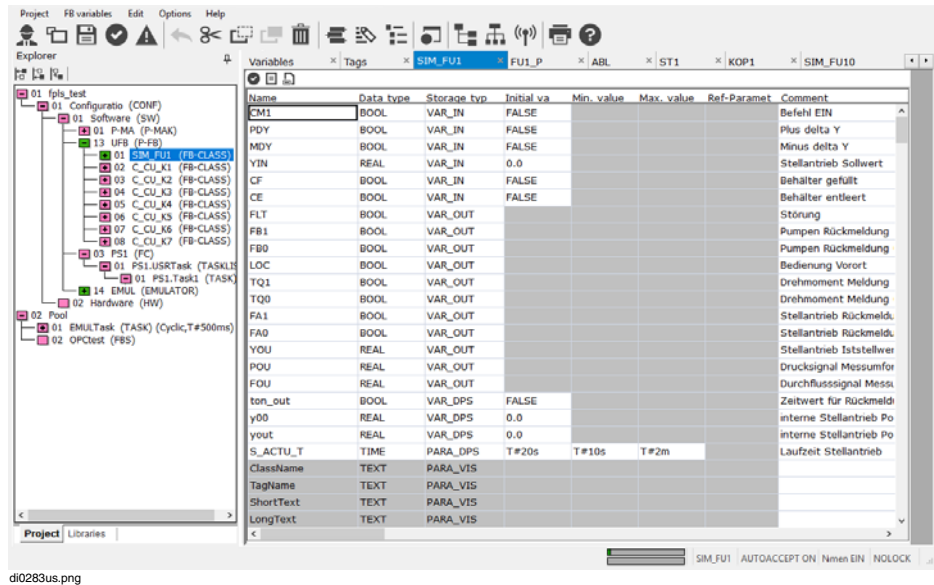 Project FB variables Edit Options Help
Explorer
Variables × Tags × SIM_FU1 × FU1_P × ABL × ST1 × KOP1 × SIM_FU10
01 fpls_test
01 Configuratio (CONF)
01 Software (SW)
01 P-MA (P-MAK)
13 UFB (P-FB)
01 SIM_FU1 (FB-CLASS)
02 C_CU_K1 (FB-CLASS)
03 C_CU_K2 (FB-CLASS)
04 C_CU_K3 (FB-CLASS)
05 C_CU_K4 (FB-CLASS)
06 C_CU_K5 (FB-CLASS)
07 C_CU_K6 (FB-CLASS)
08 C_CU_K7 (FB-CLASS)
03 PS1 (FC)
01 PS1.USRTask (TASKLIS
01 PS1.Task1 (TASK)
14 EMUL (EMULATOR)
02 Hardware (HW)
02 Pool
01 EMULTask (TASK) (Cyclic,T#500ms)
02 OPCtest (FBS)
Project Libraries
Name Data type Storage typ Initial va Min. value Max. value Ref-Paramet Comment
CM1 BOOL VAR_IN FALSE Befehl EIN
PDY BOOL VAR_IN FALSE Plus delta Y
MDY BOOL VAR_IN FALSE Minus delta Y
YIN REAL VAR_IN 0.0 Stellantrieb Sollwert
CF BOOL VAR_IN FALSE Behälter gefüllt
CE BOOL VAR_IN FALSE Behälter entleert
FLT BOOL VAR_OUT Störung
FB1 BOOL VAR_OUT Pumpen Rückmeldung
FB0 BOOL VAR_OUT Pumpen Rückmeldung
LOC BOOL VAR_OUT Bedienung Vorort
TQ1 BOOL VAR_OUT Drehmoment Meldung
TQ0 BOOL VAR_OUT Drehmoment Meldung
FA1 BOOL VAR_OUT Stellantrieb Rückmeldu
FA0 BOOL VAR_OUT Stellantrieb Rückmeldu
YOU REAL VAR_OUT Stellantrieb Iststellwer
POU REAL VAR_OUT Drucksignal Messumfor
FOU REAL VAR_OUT Durchflusssignal Messu
ton_out BOOL VAR_DPS FALSE Zeitwert für Rückmeldu
y00 REAL VAR_DPS 0.0 interne Stellantrieb Po
yout REAL VAR_DPS 0.0 interne Stellantrieb Po
S_ACTU_T TIME PARA_DPS T#20s T#10s T#2m Laufzeit Stellantrieb
ClassName TEXT PARA_VIS
TagName TEXT PARA_VIS
ShortText TEXT PARA_VIS
LongText TEXT PARA_VIS
SIM_FU1 AUTOACCEPT ON Nimen EIN NOLOCK
di0283us.png